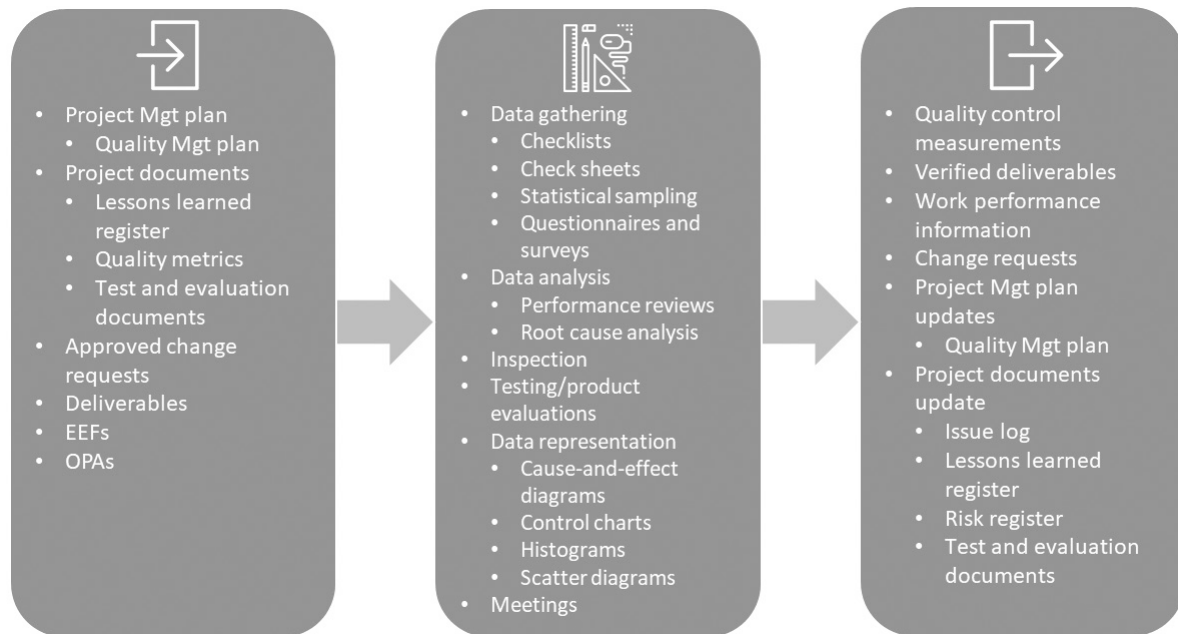 • Project Mgt plan
• Quality Mgt plan
• Project documents
• Lessons learned
register
• Quality metrics
• Test and evaluation
documents
• Approved change
requests
• Deliverables
• EEFs
• OPAs
• Data gathering
• Checklists
• Check sheets
• Statistical sampling
• Questionnaires and
surveys
• Data analysis
• Performance reviews
• Root cause analysis
• Inspection
• Testing/product
evaluations
• Data representation
• Cause-and-effect
diagrams
• Control charts
• Histograms
• Scatter diagrams
• Meetings
• Quality control
measurements
• Verified deliverables
• Work performance
information
• Change requests
• Project Mgt plan
updates
• Quality Mgt plan
• Project documents
update
• Issue log
• Lessons learned
register
• Risk register
• Test and evaluation
documents